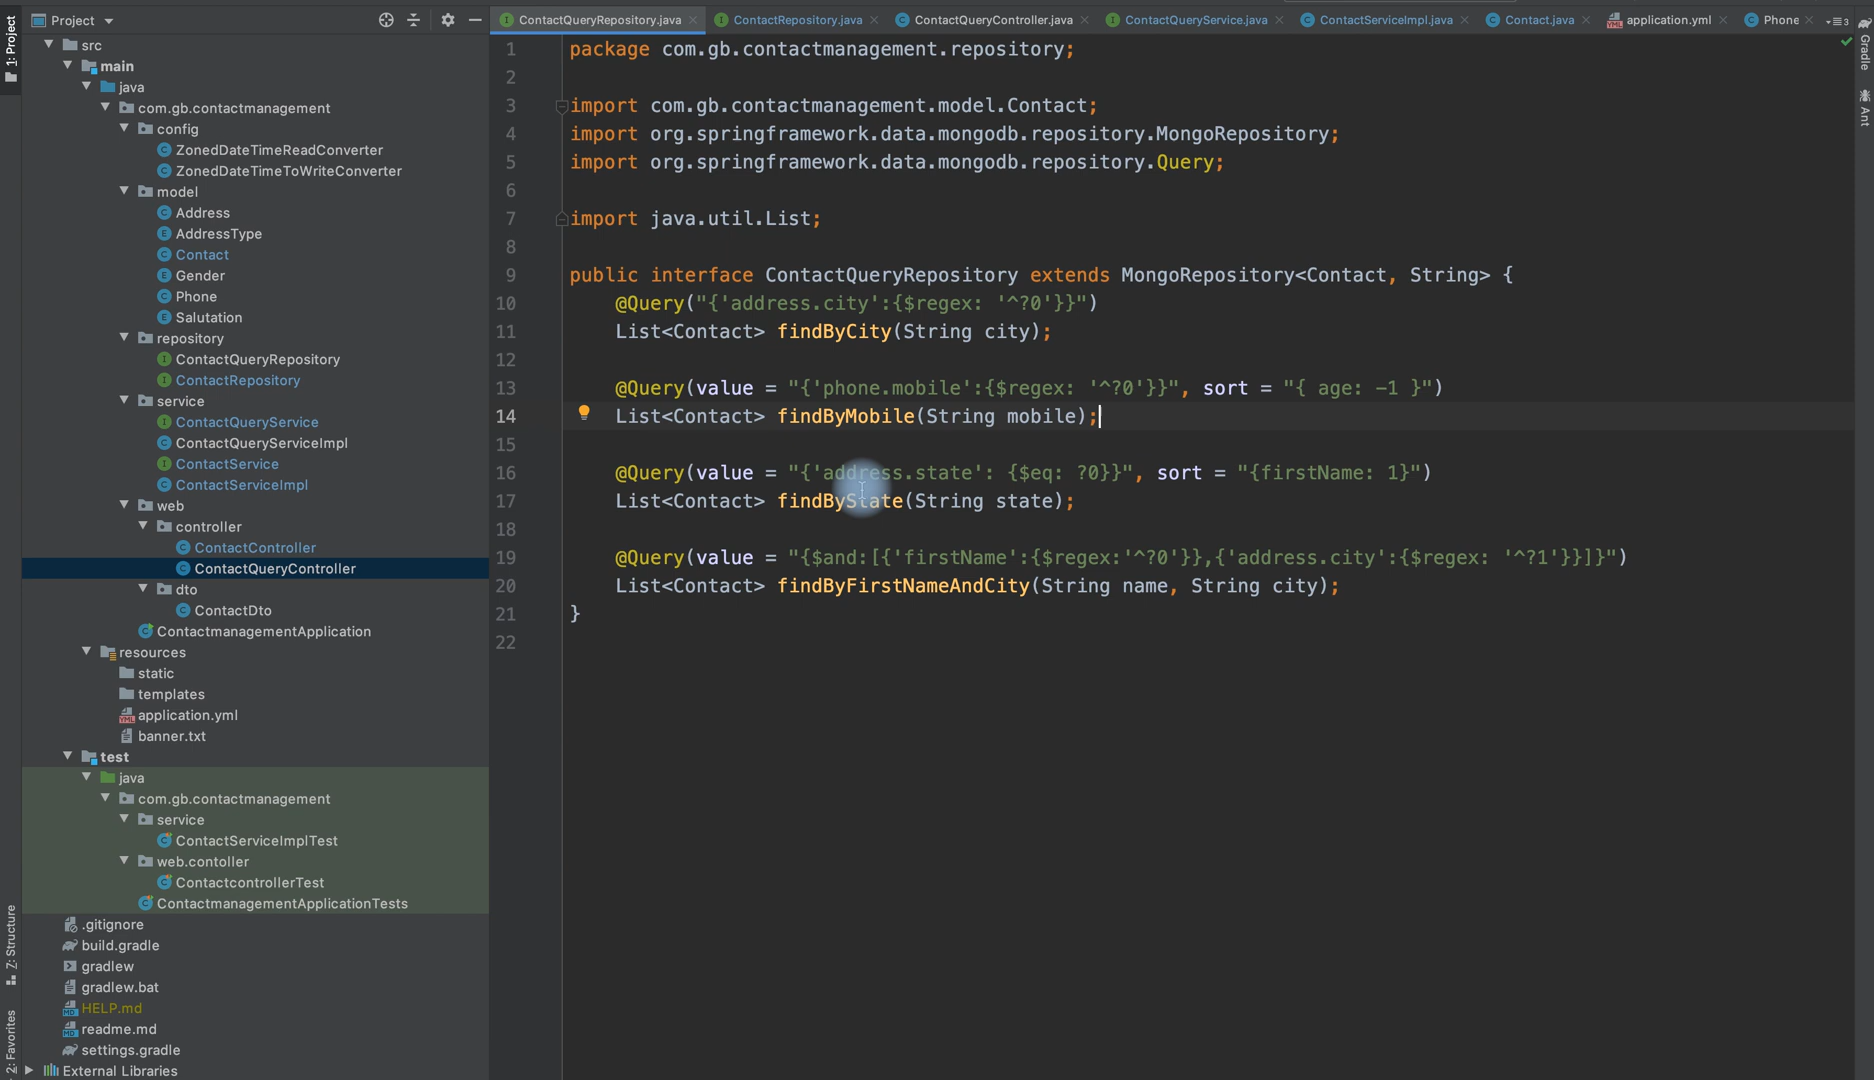 1: Project
Project
ContactQueryRepository.java
ContactRepository.java
ContactQueryController.java
ContactQueryService.java
ContactServiceImpl.java
Contact.java
application.yml
Phone
3
src
main
java
com.gb.contactmanagement
config
ZonedDateTimeReadConverter
ZonedDateTimeToWriteConverter
model
Address
AddressType
Contact
Gender
Phone
Salutation
repository
ContactQueryRepository
ContactRepository
service
ContactQueryService
ContactQueryServiceImpl
ContactService
ContactServiceImpl
web
controller
ContactController
ContactQueryController
dto
ContactDto
ContactmanagementApplication
resources
static
templates
application.yml
banner.txt
test
java
com.gb.contactmanagement
service
ContactServiceImplTest
web.contoller
ContactcontrollerTest
ContactmanagementApplicationTests
.gitignore
build.gradle
gradlew
gradlew.bat
HELP.md
readme.md
settings.gradle
External Libraries
Z: Structure
2: Favorites
1 package com.gb.contactmanagement.repository;
2
3 import com.gb.contactmanagement.model.Contact;
4 import org.springframework.data.mongodb.repository.MongoRepository;
5 import org.springframework.data.mongodb.repository.Query;
6
7 import java.util.List;
8
9 public interface ContactQueryRepository extends MongoRepository<Contact, String> {
10 @Query("{'address.city':{$regex: '^?0'}}")
11 List<Contact> findByCity(String city);
12
13 @Query(value = "{'phone.mobile':{$regex: '^?0'}}", sort = "{ age: -1 }")
14 List<Contact> findByMobile(String mobile);
15
16 @Query(value = "{'address.state': {$eq: ?0}}", sort = "{firstName: 1}")
17 List<Contact> findByState(String state);
18
19 @Query(value = "{$and:[{'firstName':{$regex:'^?0'}},{'address.city':{$regex: '^?1'}}]}")
20 List<Contact> findByFirstNameAndCity(String name, String city);
21 }
22
Gradle
Ant